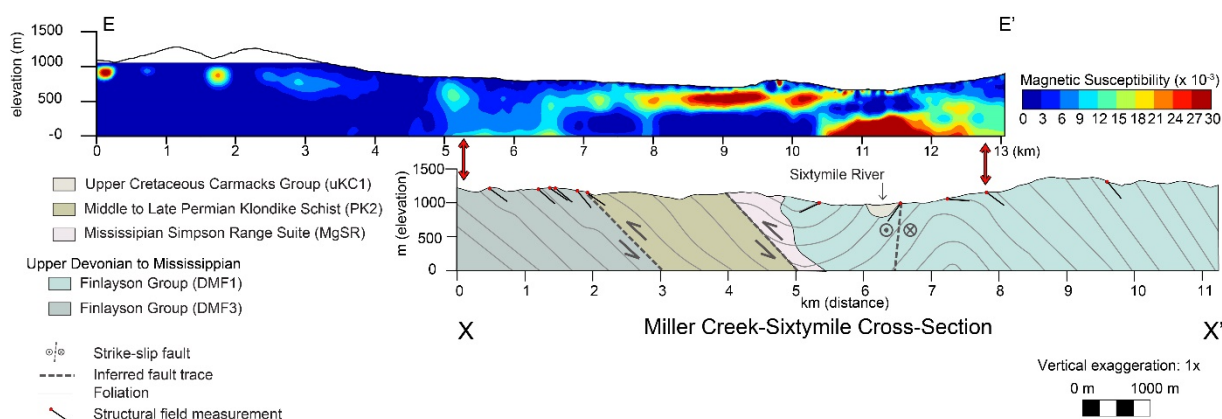 E
E'
1500
1000
500
-0
elevation (m)
0 1 2 3 4 5 6 7 8 9 10 11 12 13 (km)
Magnetic Susceptibility (x 10⁻³)
0 3 6 9 12 15 18 21 24 27 30
Upper Cretaceous Carmacks Group (uKC1)
Middle to Late Permian Klondike Schist (PK2)
Missisipian Simpson Range Suite (MgSR)
Upper Devonian to Mississippian
Finlayson Group (DMF1)
Finlayson Group (DMF3)
Strike-slip fault
Inferred fault trace
Foliation
Structural field measurement
Sixtymile River
1500
1000
500
0
m (elevation)
0 1 2 3 4 5 6 7 8 9 10 11
km (distance)
X
Miller Creek-Sixtymile Cross-Section
X'
Vertical exaggeration: 1x
0 m 1000 m